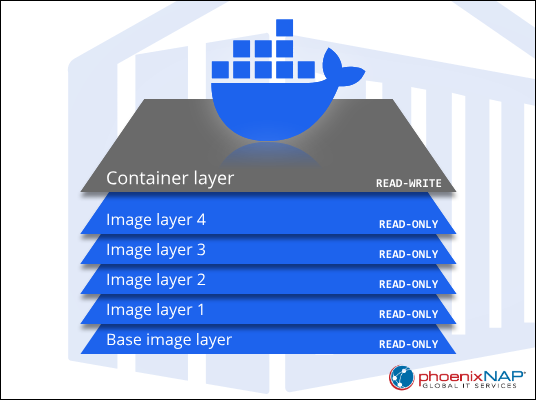 Container layer READ-WRITE
Image layer 4 READ-ONLY
Image layer 3 READ-ONLY
Image layer 2 READ-ONLY
Image layer 1 READ-ONLY
Base image layer READ-ONLY
phoenixNAP®
GLOBAL IT SERVICES